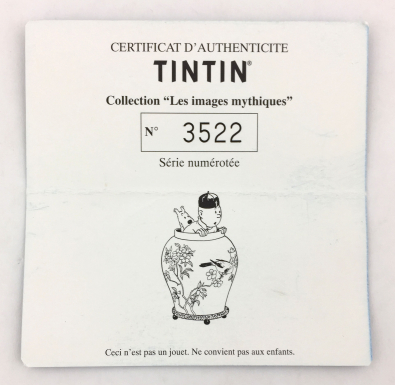 CERTIFICAT D'AUTHENTICITE
TINTIN®
Collection "Les images mythiques"
N° 3522
Série numérotée
Ceci n'est pas un jouet. Ne convient pas aux enfants.